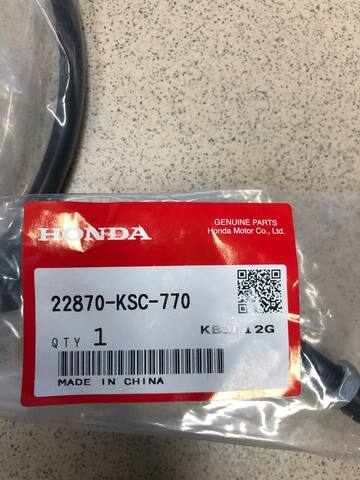 GENUINE PARTS
HONDA Honda Motor Co., Ltd.
22870-KSC-770
QTY 1
MADE IN CHINA